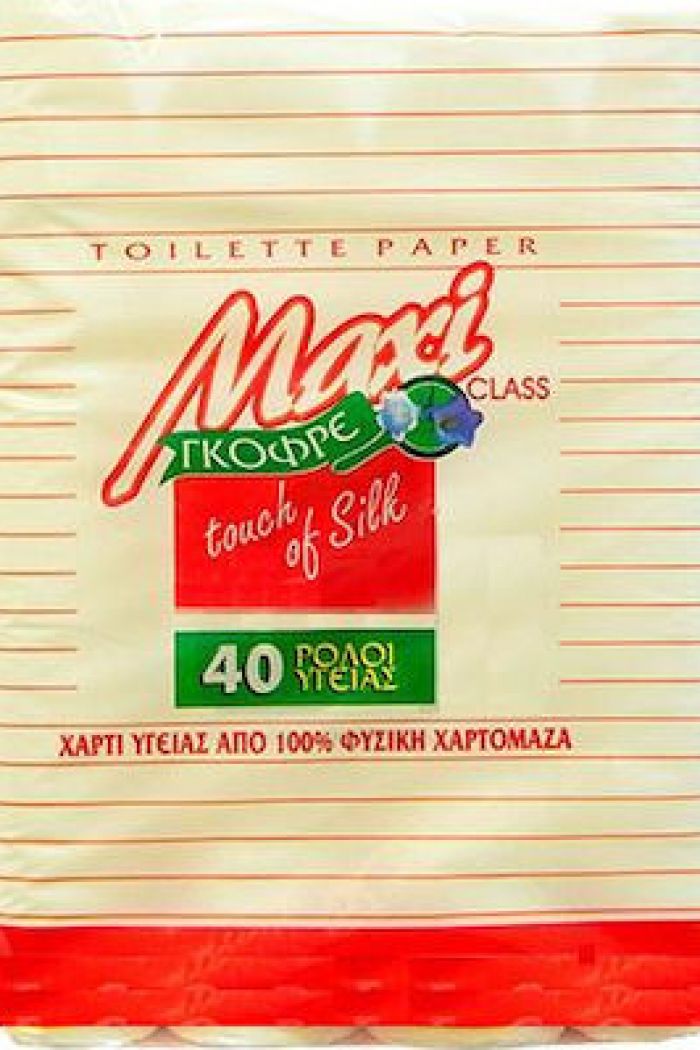 TOILETTE PAPER
Maxi
CLASS
ΓΚΟΦΡΕ
touch
of Silk
40 ΡΟΛΟΙ
ΥΓΕΙΑΣ
ΧΑΡΤΙ ΥΓΕΙΑΣ ΑΠΟ 100% ΦΥΣΙΚΗ ΧΑΡΤΟΜΑΖΑ